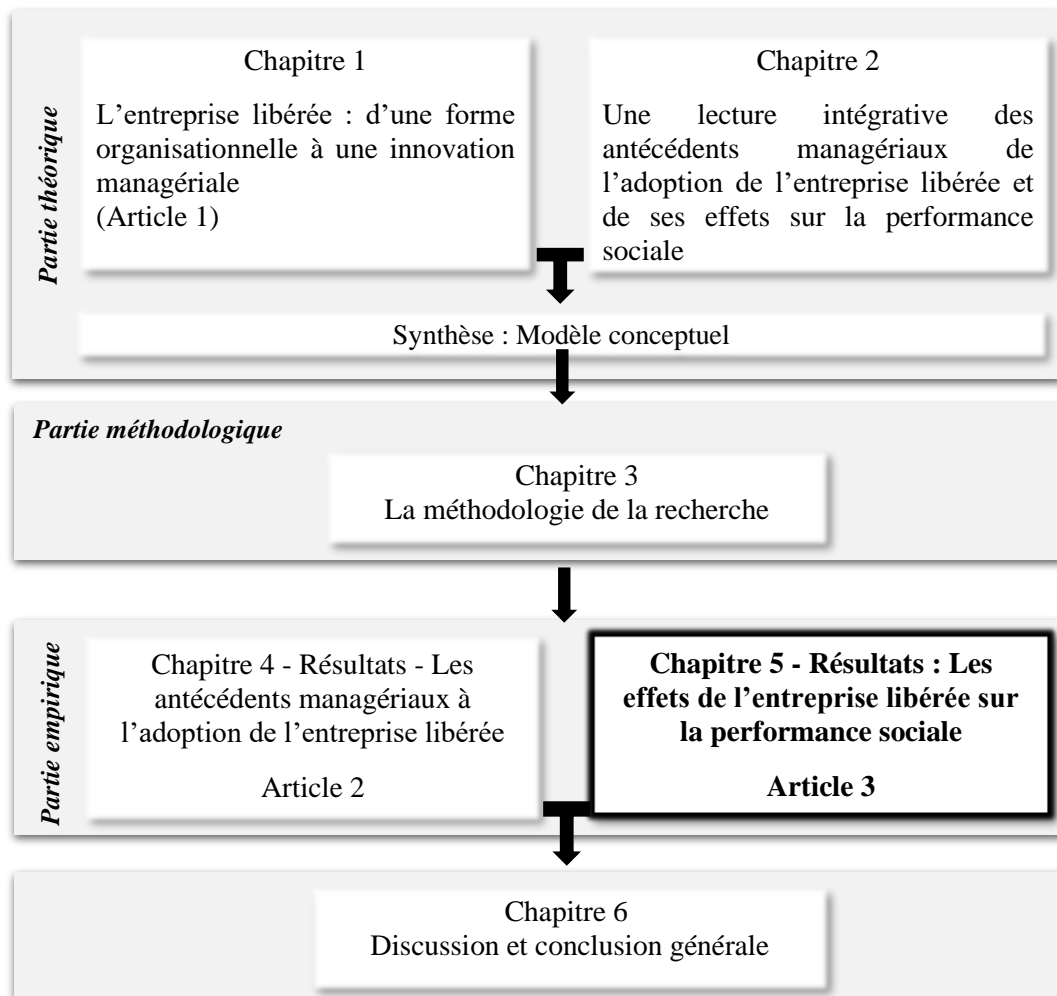 Partie théorique
Chapitre 1
L’entreprise libérée : d’une forme
organisationnelle à une innovation
managériale
(Article 1)
Chapitre 2
Une lecture intégrative des
antécédents managériaux de
l’adoption de l’entreprise libérée et
de ses effets sur la performance
sociale
Synthèse : Modèle conceptuel
Partie méthodologique
Chapitre 3
La méthodologie de la recherche
Partie empirique
Chapitre 4 - Résultats - Les
antécédents managériaux à
l’adoption de l’entreprise libérée
Article 2
Chapitre 5 - Résultats : Les
effets de l’entreprise libérée sur
la performance sociale
Article 3
Chapitre 6
Discussion et conclusion générale